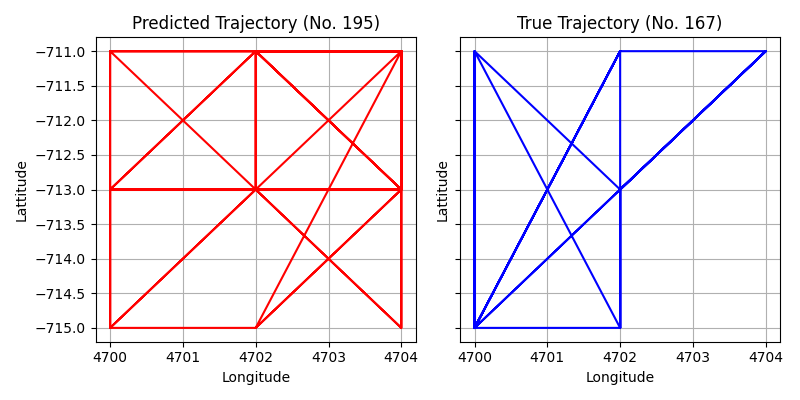 Predicted Trajectory (No. 195)
−711.0
−711.5
−712.0
−712.5
−713.0
−713.5
−714.0
−714.5
−715.0
Lattitude
4700 4701 4702 4703 4704
Longitude
True Trajectory (No. 167)
Lattitude
4700 4701 4702 4703 4704
Longitude